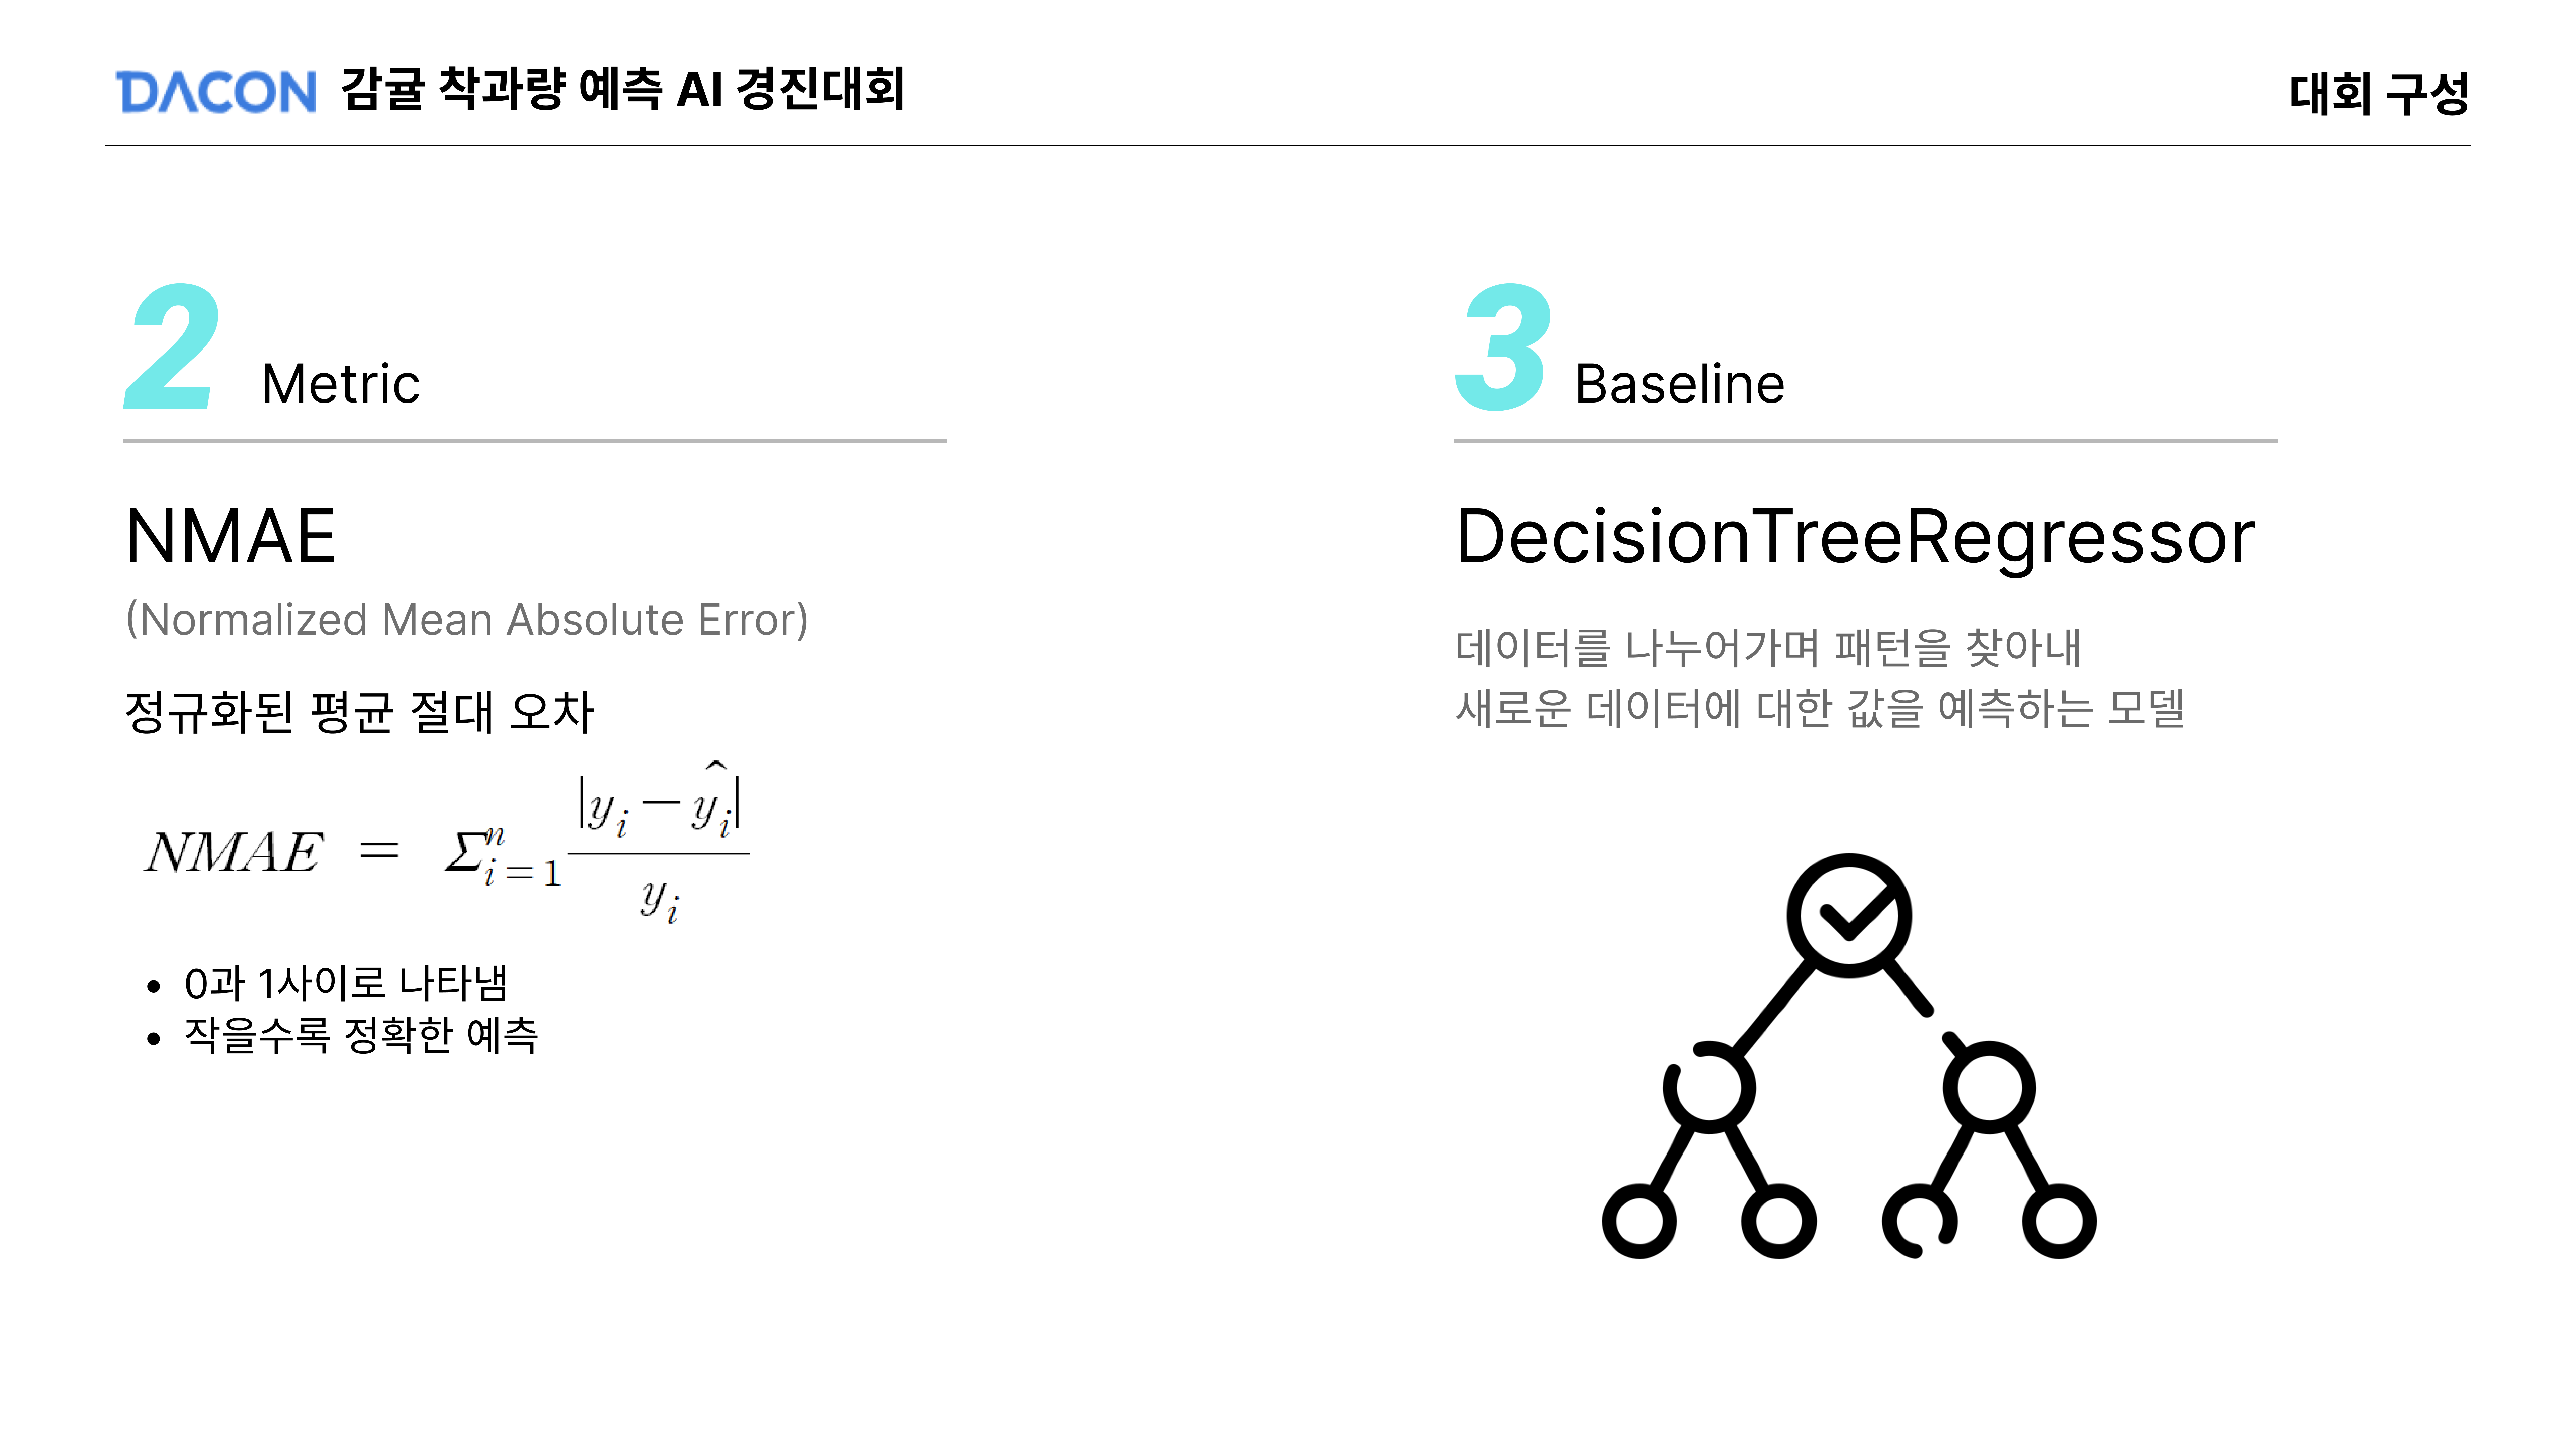 DACON 감귤 착과량 예측 AI 경진대회
대회 구성
2 Metric
NMAE
(Normalized Mean Absolute Error)
정규화된 평균 절대 오차
NMAE = Σ^n_{i=1} |y_i − ŷ_i| / y_i
• 0과 1사이로 나타냄
• 작을수록 정확한 예측
3 Baseline
DecisionTreeRegressor
데이터를 나누어가며 패턴을 찾아내
새로운 데이터에 대한 값을 예측하는 모델